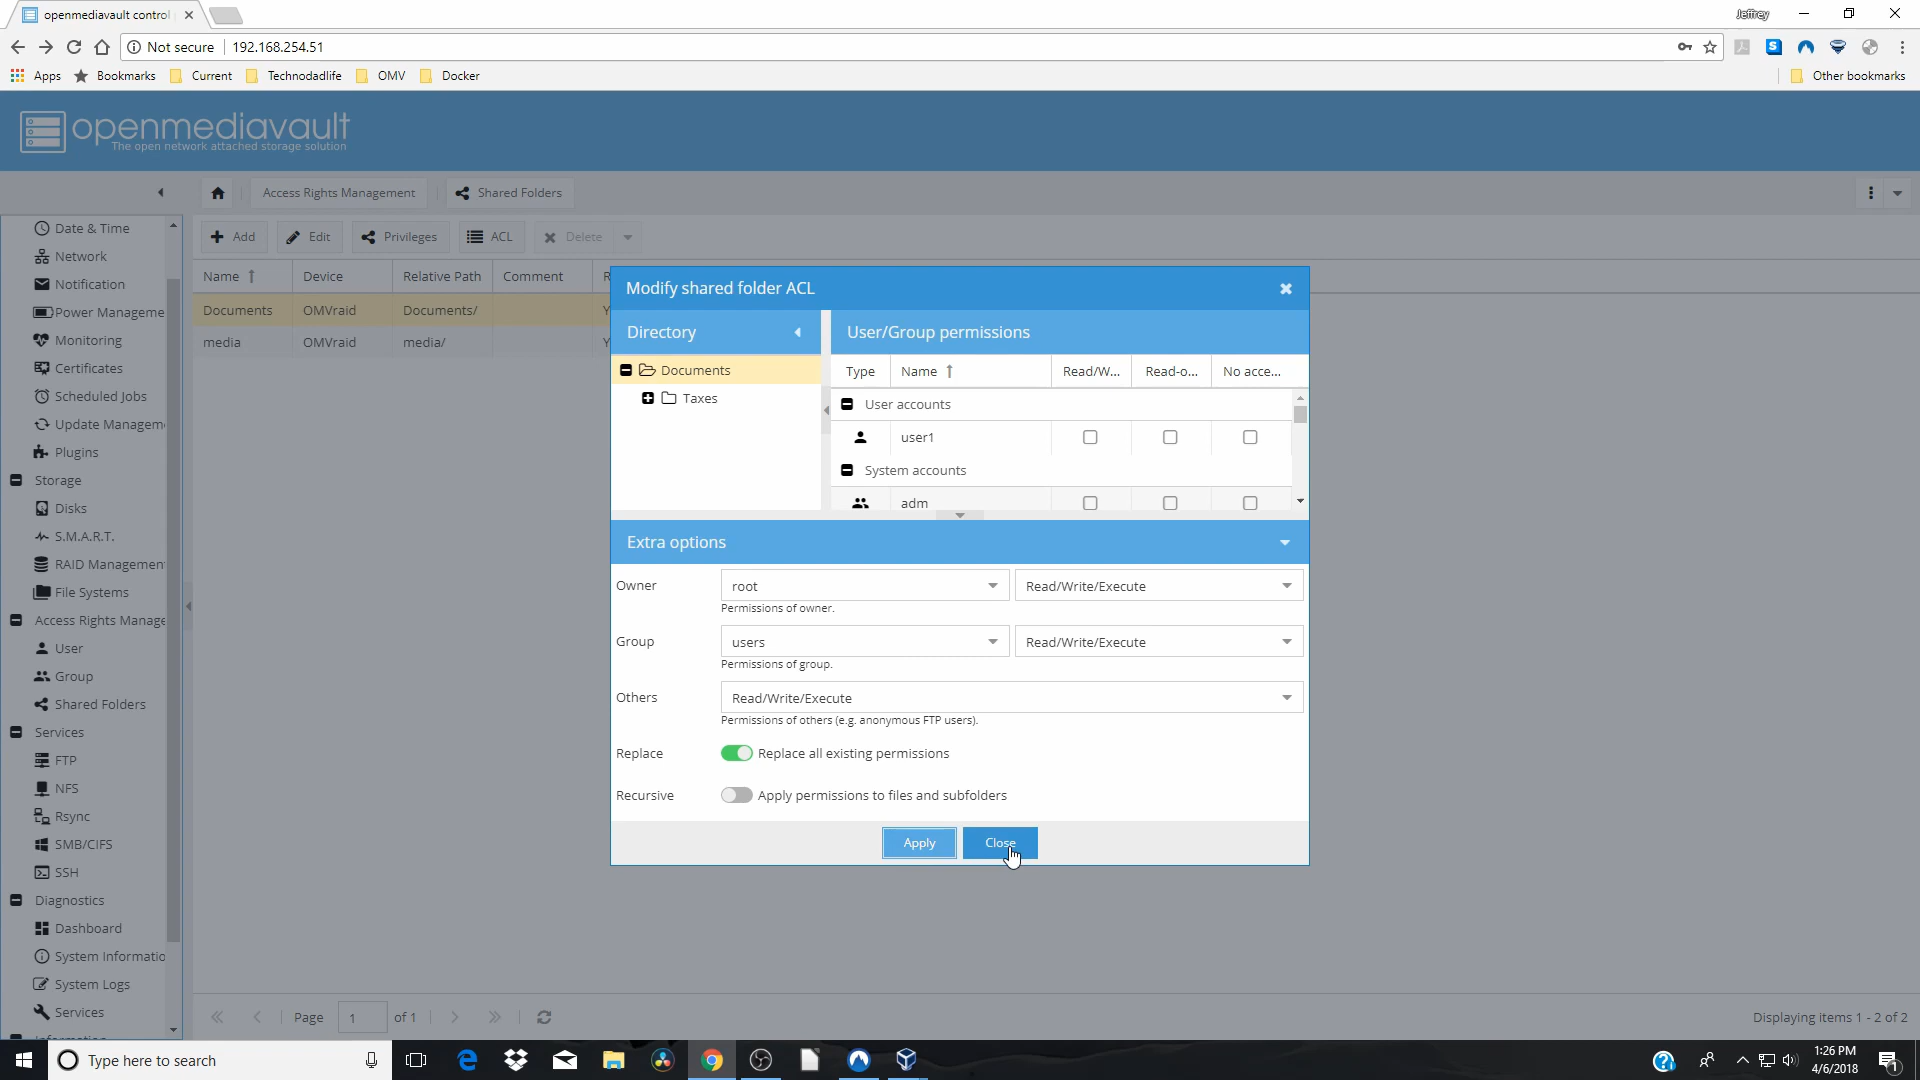 openmediavault control
Jeffrey
Not secure
192.168.254.51
Apps
Bookmarks
Current
Technodadlife
OMV
Docker
Other bookmarks
openmediavault
The open network attached storage solution
Access Rights Management
Shared Folders
Date & Time
Network
Notification
Power Manageme
Monitoring
Certificates
Scheduled Jobs
Update Managem
Plugins
Storage
Disks
S.M.A.R.T.
RAID Managemen
File Systems
Access Rights Manage
User
Group
Shared Folders
Services
FTP
NFS
Rsync
SMB/CIFS
SSH
Diagnostics
Dashboard
System Informatio
System Logs
Services
Add
Edit
Privileges
ACL
Delete
Name
Device
Relative Path
Comment
R
Documents
OMVraid
Documents/
Y
media
OMVraid
media/
Y
Modify shared folder ACL
Directory
Documents
Taxes
User/Group permissions
Type
Name
Read/W...
Read-o...
No acce...
User accounts
user1
System accounts
adm
Extra options
Owner
root
Read/Write/Execute
Permissions of owner.
Group
users
Read/Write/Execute
Permissions of group.
Others
Read/Write/Execute
Permissions of others (e.g. anonymous FTP users).
Replace
Replace all existing permissions
Recursive
Apply permissions to files and subfolders
Apply
Close
Page
1
of 1
Displaying items 1 - 2 of 2
Type here to search
1:26 PM
4/6/2018
1